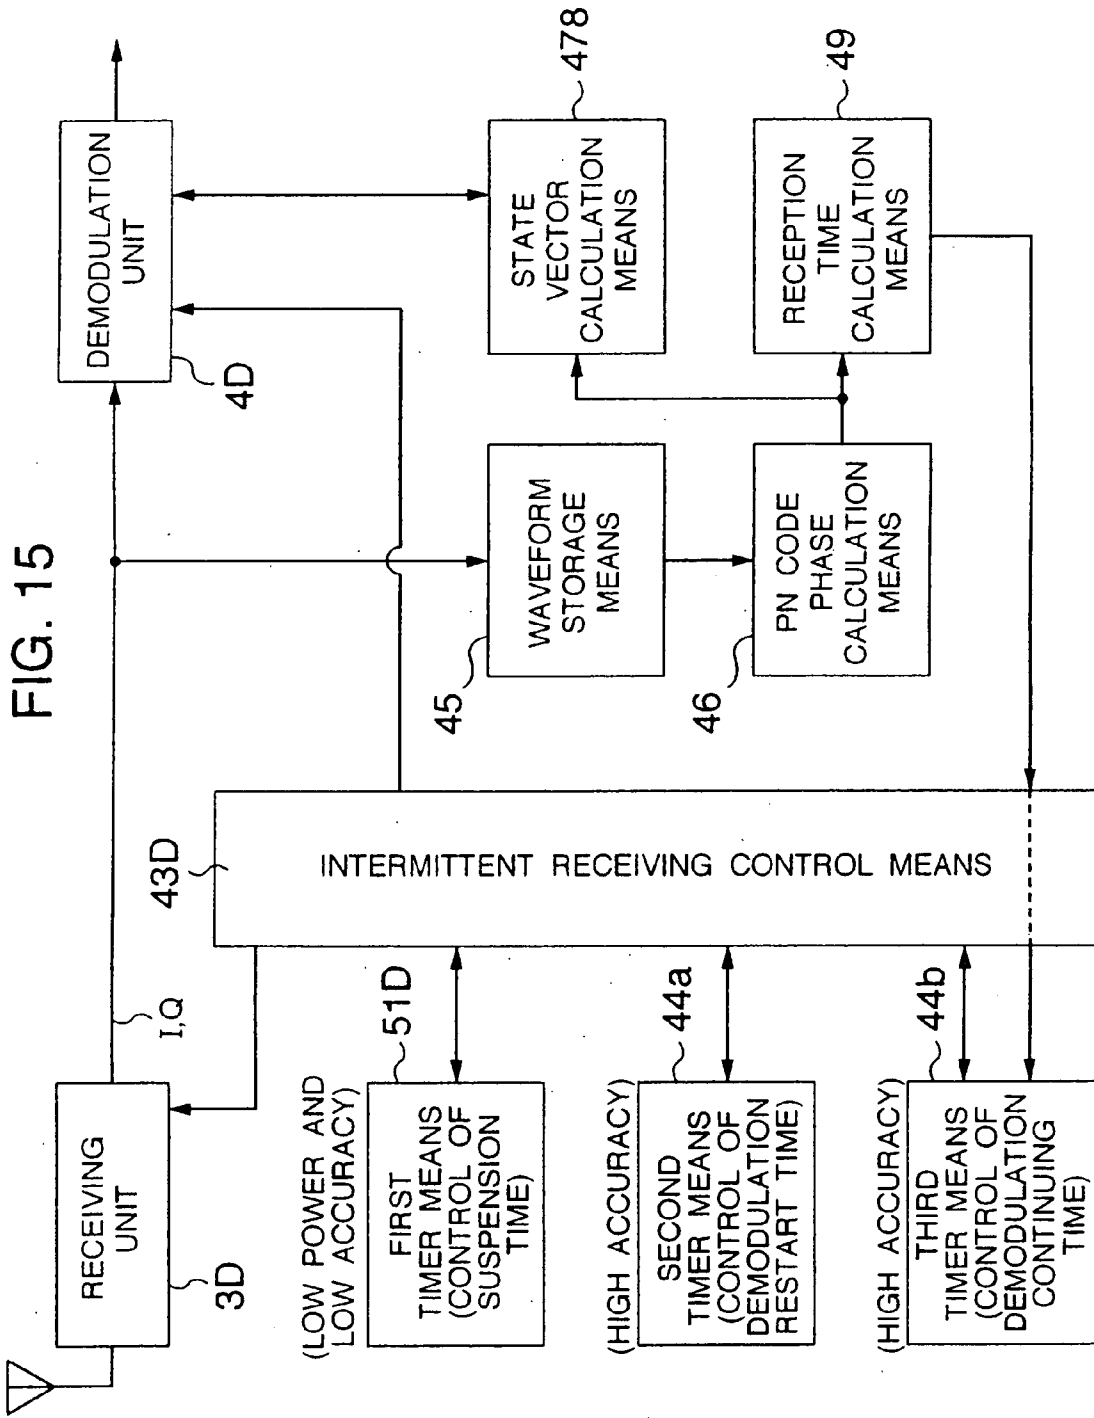 FIG. 15
RECEIVING
UNIT
3D
I,Q
DEMODULATION
UNIT
4D
43D
INTERMITTENT RECEIVING CONTROL MEANS
(LOW POWER AND
LOW ACCURACY)
51D
FIRST
TIMER MEANS
(CONTROL OF
SUSPENSION
TIME)
(HIGH ACCURACY)
44a
SECOND
TIMER MEANS
(CONTROL OF
DEMODULATION
RESTART TIME)
(HIGH ACCURACY)
44b
THIRD
TIMER MEANS
(CONTROL OF
DEMODULATION
CONTINUING
TIME)
45
WAVEFORM
STORAGE
MEANS
478
STATE
VECTOR
CALCULATION
MEANS
46
PN CODE
PHASE
CALCULATION
MEANS
49
RECEPTION
TIME
CALCULATION
MEANS